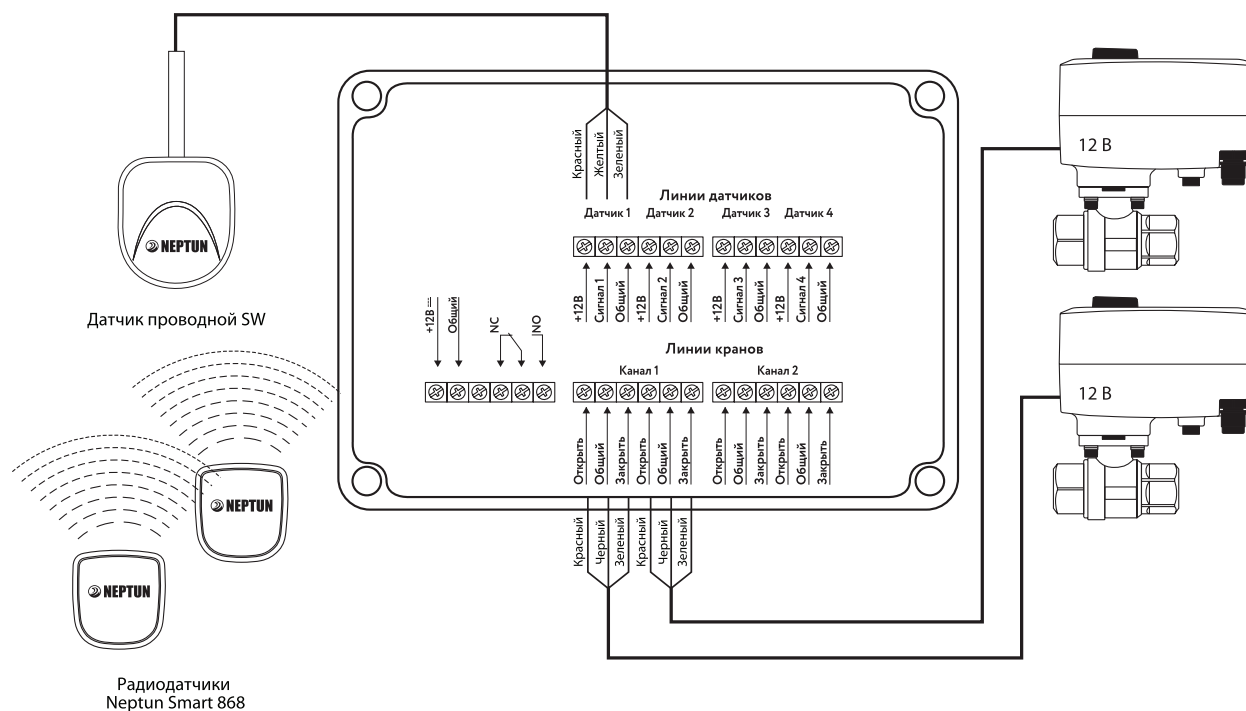 Красный
Желтый
Зеленый
Линии датчиков
Датчик 1 Датчик 2 Датчик 3 Датчик 4
+12В
Сигнал 1
Общий
+12В
Сигнал 2
Общий
+12В
Сигнал 3
Общий
+12В
Сигнал 4
Общий
12 В
NEPTUN
Датчик проводной SW
+12В
Общий
NC
NO
Линии кранов
Канал 1 Канал 2
Открыть
Общий
Закрыть
Открыть
Общий
Закрыть
Открыть
Общий
Закрыть
Открыть
Общий
Закрыть
12 В
Красный
Черный
Зеленый
Красный
Черный
Зеленый
NEPTUN
NEPTUN
Радиодатчики
Neptun Smart 868